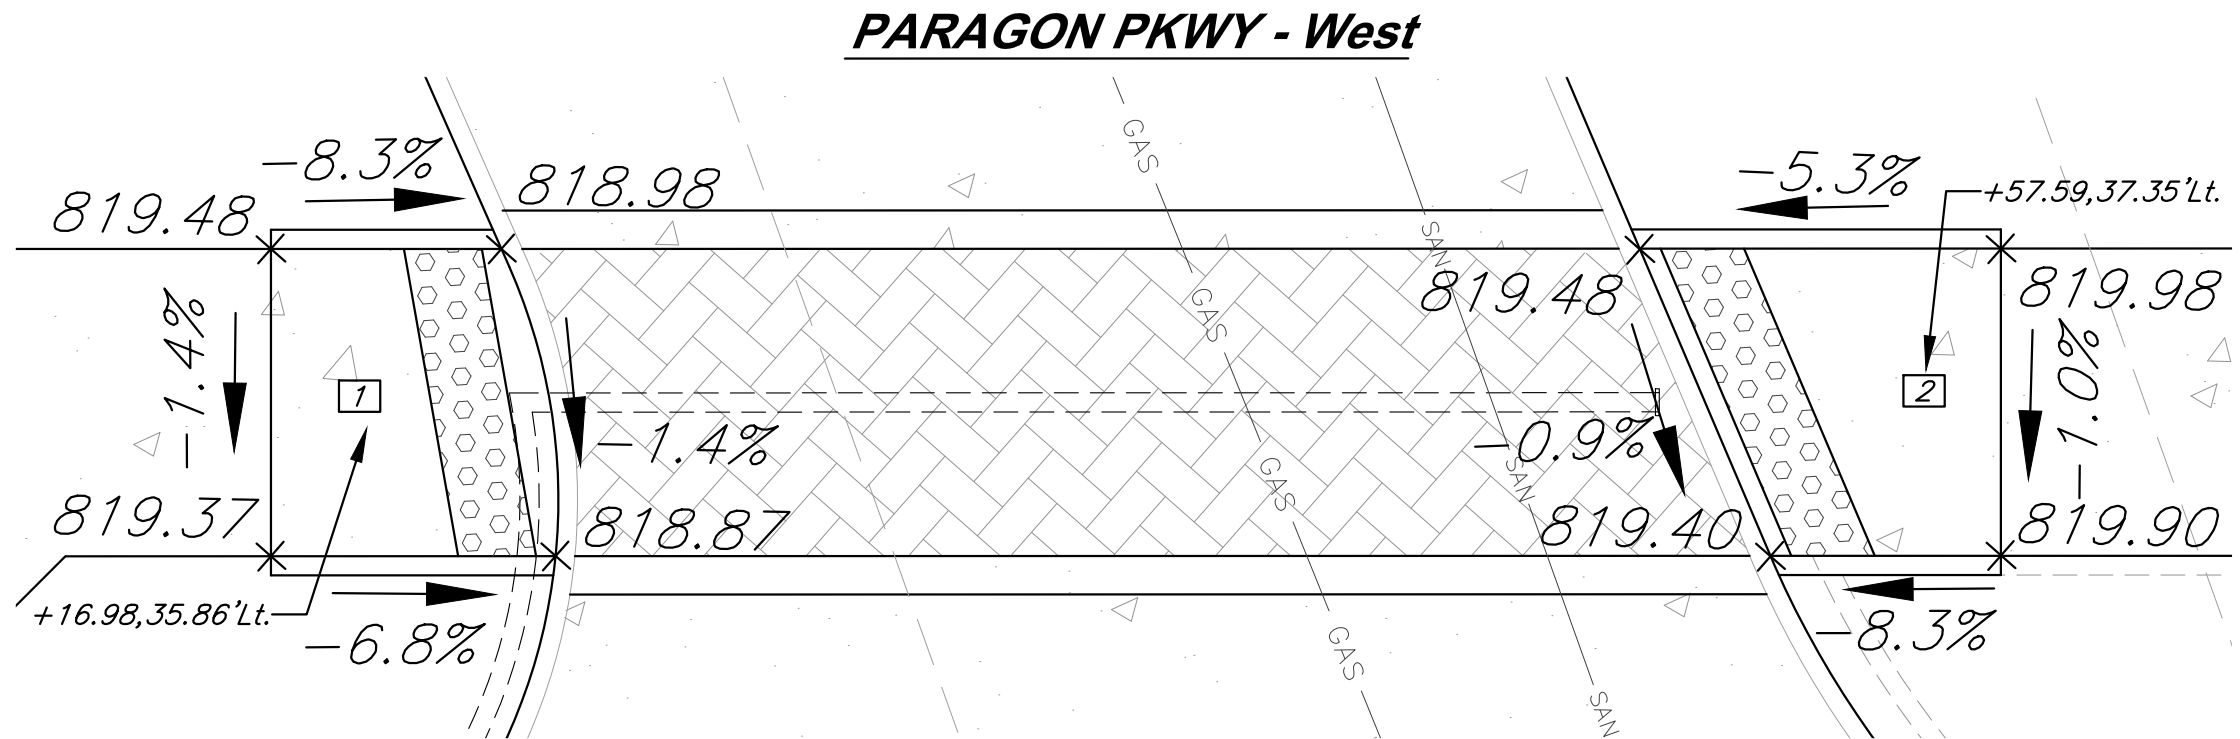 PARAGON PKWY - West
-8.3%
819.48
818.98
-5.3%
+57.59,37.35'Lt.
GAS
SAN
819.48
819.98
GAS
-1.4%
1
2
-1.0%
-1.4%
-0.9%
GAS
SAN
819.37
818.87
819.40
819.90
+16.98,35.86'Lt.
-6.8%
-8.3%
GAS
SAN